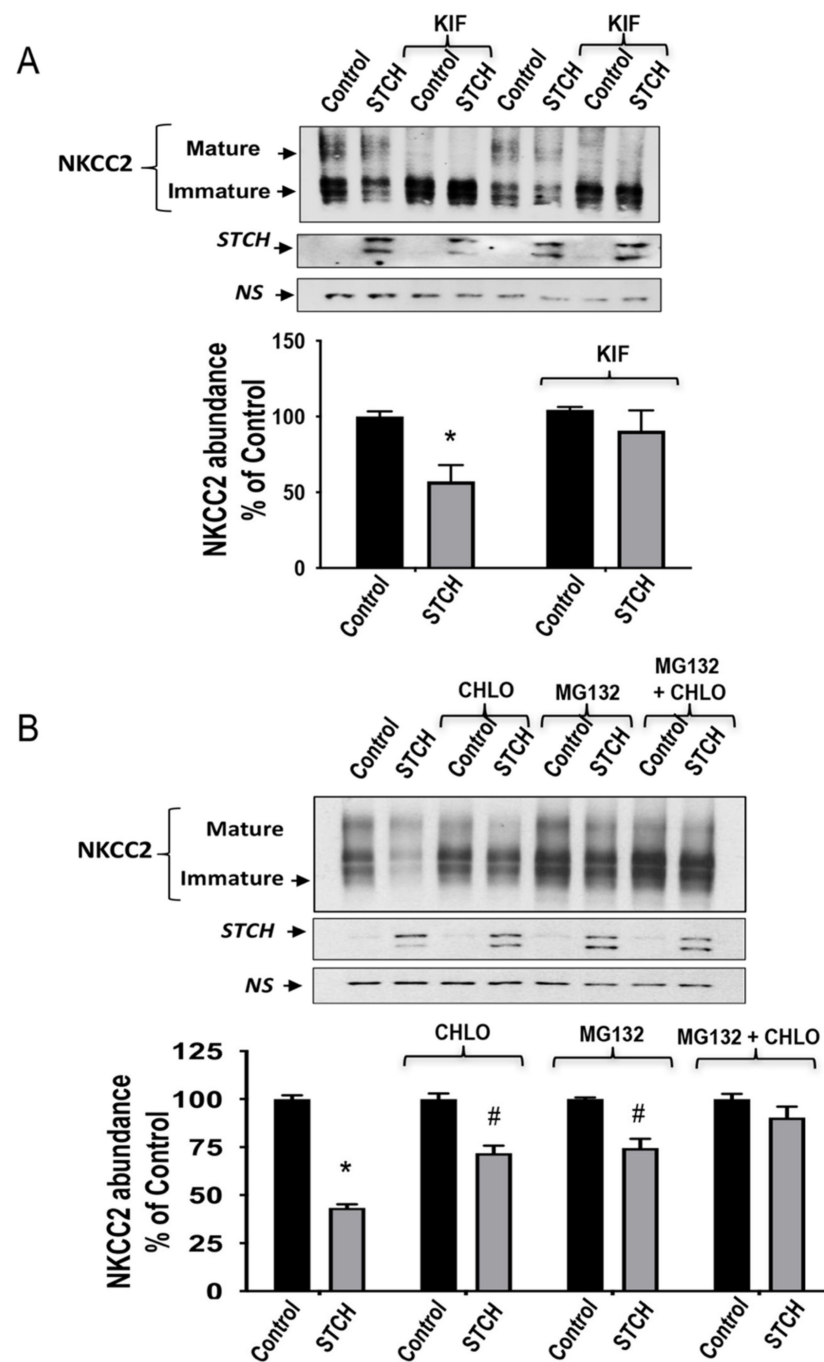 A
KIF
KIF
Control
STCH
Control
STCH
Control
STCH
Control
STCH
NKCC2
Mature
Immature
STCH
NS
NKCC2 abundance
% of Control
150
100
50
0
*
KIF
Control
STCH
Control
STCH
B
CHLO
MG132
MG132
+ CHLO
Control
STCH
Control
STCH
Control
STCH
Control
STCH
NKCC2
Mature
Immature
STCH
NS
NKCC2 abundance
% of Control
125
100
75
50
25
0
CHLO
MG132
MG132 + CHLO
*
#
#
Control
STCH
Control
STCH
Control
STCH
Control
STCH